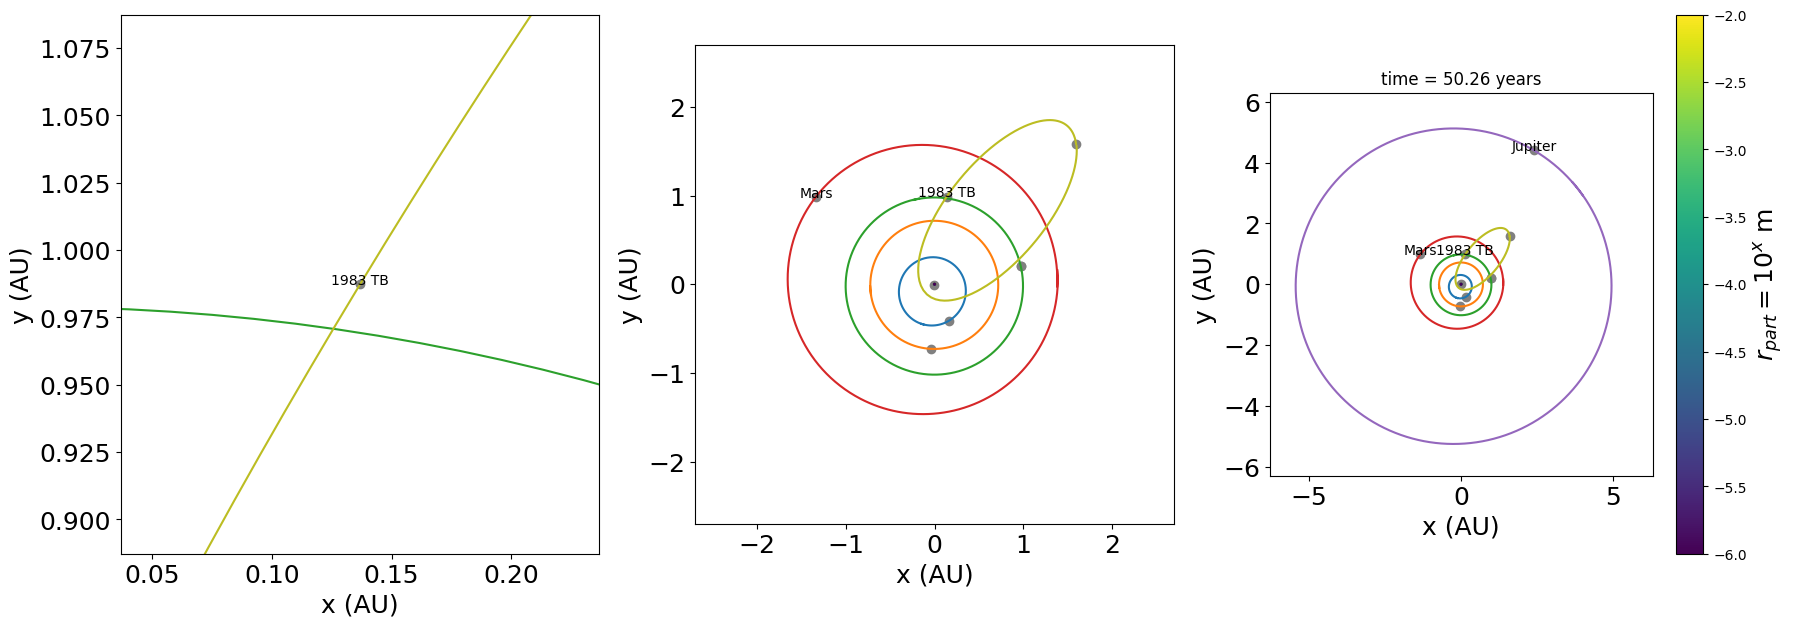 1.075
1.050
1.025
1.000
0.975
0.950
0.925
0.900
y (AU)
1983 TB
0.05 0.10 0.15 0.20
x (AU)
2
1
0
−1
−2
y (AU)
Mars
1983 TB
−2 −1 0 1 2
x (AU)
time = 50.26 years
6
4
2
0
−2
−4
−6
y (AU)
Jupiter
Mars 1983 TB
−5 0 5
x (AU)
−2.0
−2.5
−3.0
−3.5
−4.0
−4.5
−5.0
−5.5
−6.0
r_part = 10^x m